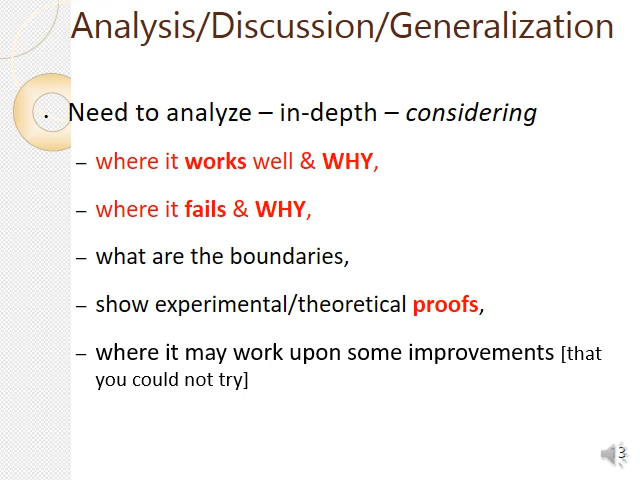 Analysis/Discussion/Generalization
• Need to analyze – in-depth – considering
– where it works well & WHY,
– where it fails & WHY,
– what are the boundaries,
– show experimental/theoretical proofs,
– where it may work upon some improvements [that
you could not try]
3